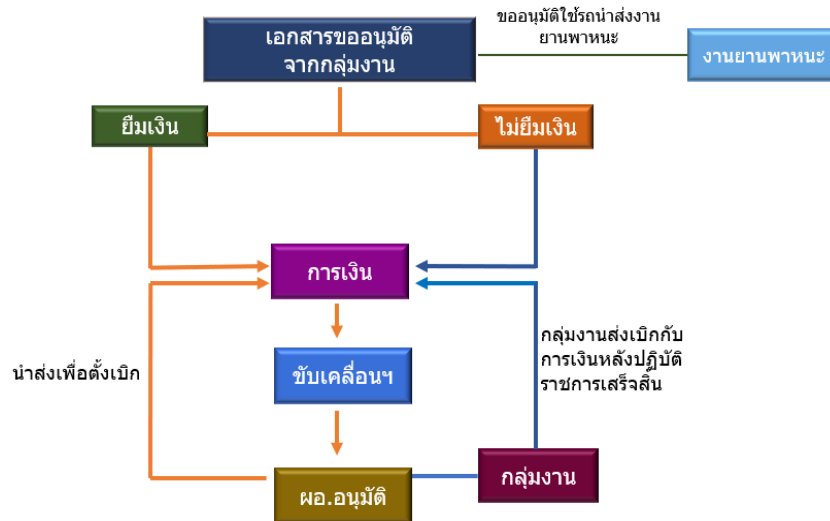 ขออนุมัติใช้รถนำส่งงาน
ยานพาหนะ
เอกสารขออนุมัติ
จากกลุ่มงาน
งานยานพาหนะ
ยืมเงิน
ไม่ยืมเงิน
การเงิน
กลุ่มงานส่งเบิกกับ
การเงินหลังปฏิบัติ
ราชการเสร็จสิ้น
นำส่งเพื่อตั้งเบิก
ขับเคลื่อนฯ
ผอ.อนุมัติ
กลุ่มงาน